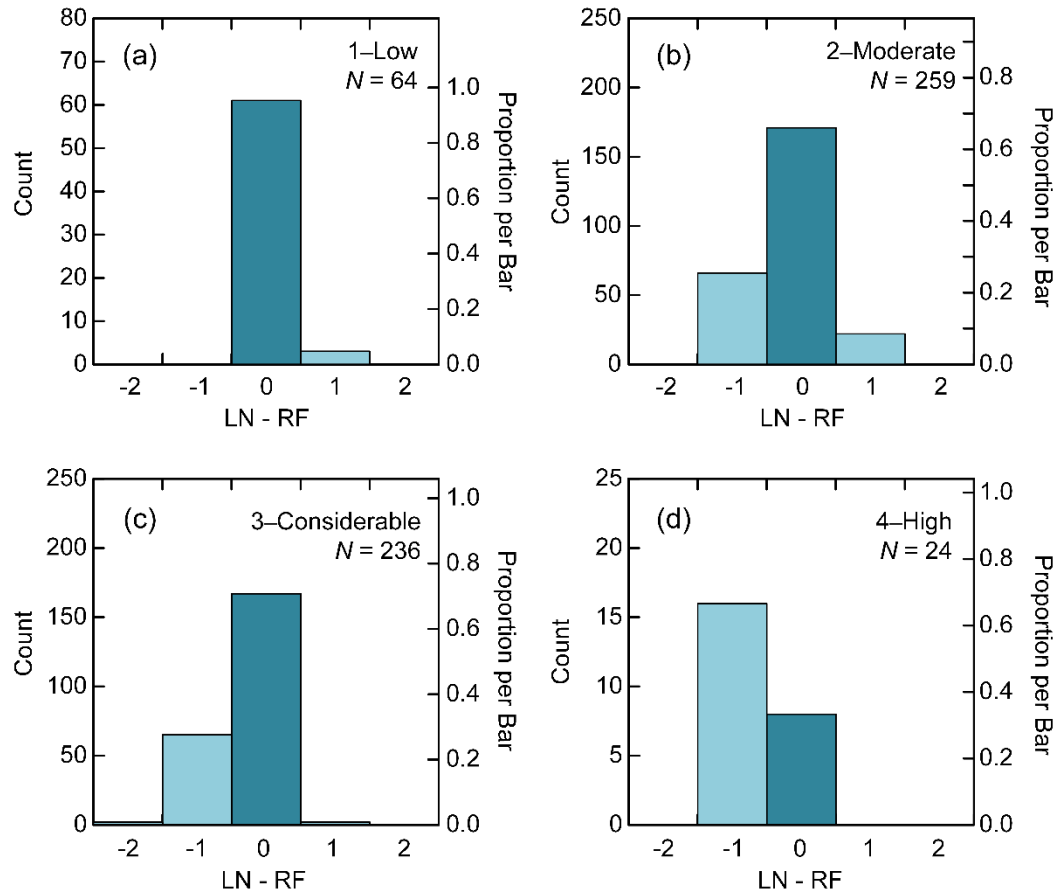 (a)
1–Low
N = 64
80
70
60
50
40
30
20
10
0
Count
1.0
0.8
0.6
0.4
0.2
0.0
Proportion per Bar
-2 -1 0 1 2
LN - RF
(b)
2–Moderate
N = 259
250
200
150
100
50
0
Count
0.8
0.6
0.4
0.2
0.0
Proportion per Bar
-2 -1 0 1 2
LN - RF
(c)
3–Considerable
N = 236
250
200
150
100
50
0
Count
1.0
0.8
0.6
0.4
0.2
0.0
Proportion per Bar
-2 -1 0 1 2
LN - RF
(d)
4–High
N = 24
25
20
15
10
5
0
Count
1.0
0.8
0.6
0.4
0.2
0.0
Proportion per Bar
-2 -1 0 1 2
LN - RF